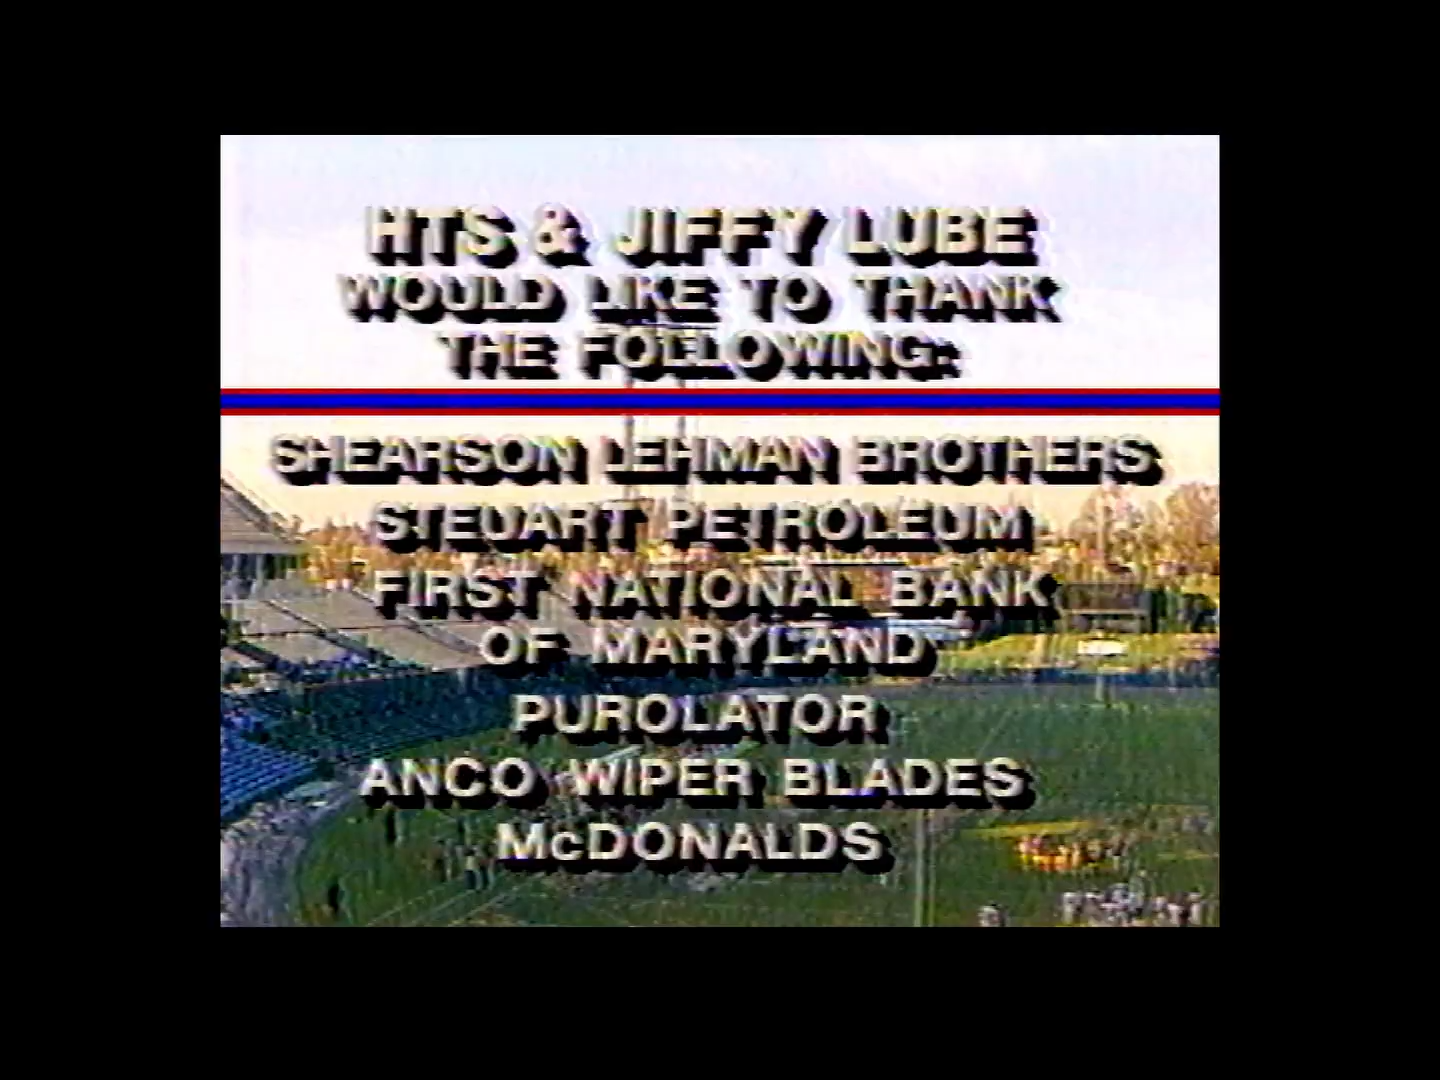 HTS & JIFFY LUBE
WOULD LIKE TO THANK
THE FOLLOWING:
SHEARSON LEHMAN BROTHERS
STEUART PETROLEUM
FIRST NATIONAL BANK
OF MARYLAND
PUROLATOR
ANCO WIPER BLADES
McDONALDS